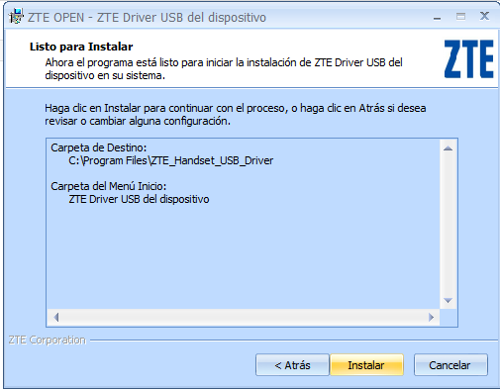 ZTE OPEN - ZTE Driver USB del dispositivo
Listo para Instalar
Ahora el programa está listo para iniciar la instalación de ZTE Driver USB del
dispositivo en su sistema.
ZTE
Haga clic en Instalar para continuar con el proceso, o haga clic en Atrás si desea
revisar o cambiar alguna configuración.
Carpeta de Destino:
C:\Program Files\ZTE_Handset_USB_Driver
Carpeta del Menú Inicio:
ZTE Driver USB del dispositivo
ZTE Corporation
< Atrás
Instalar
Cancelar